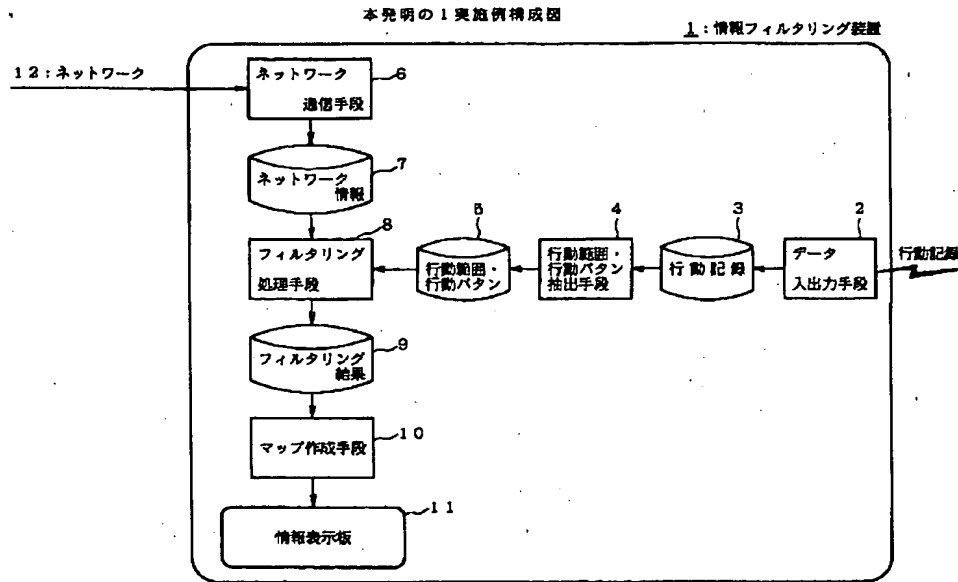 本発明の1実施例構成図
1：情報フィルタリング装置
12：ネットワーク
ネットワーク
通信手段
6
ネットワーク
情報
7
フィルタリング
処理手段
8
行動範囲・
行動パタン
5
行動範囲・
行動パタン
抽出手段
4
行動記録
3
データ
入出力手段
2
行動記録
フィルタリング
結果
9
マップ作成手段
10
情報表示板
11